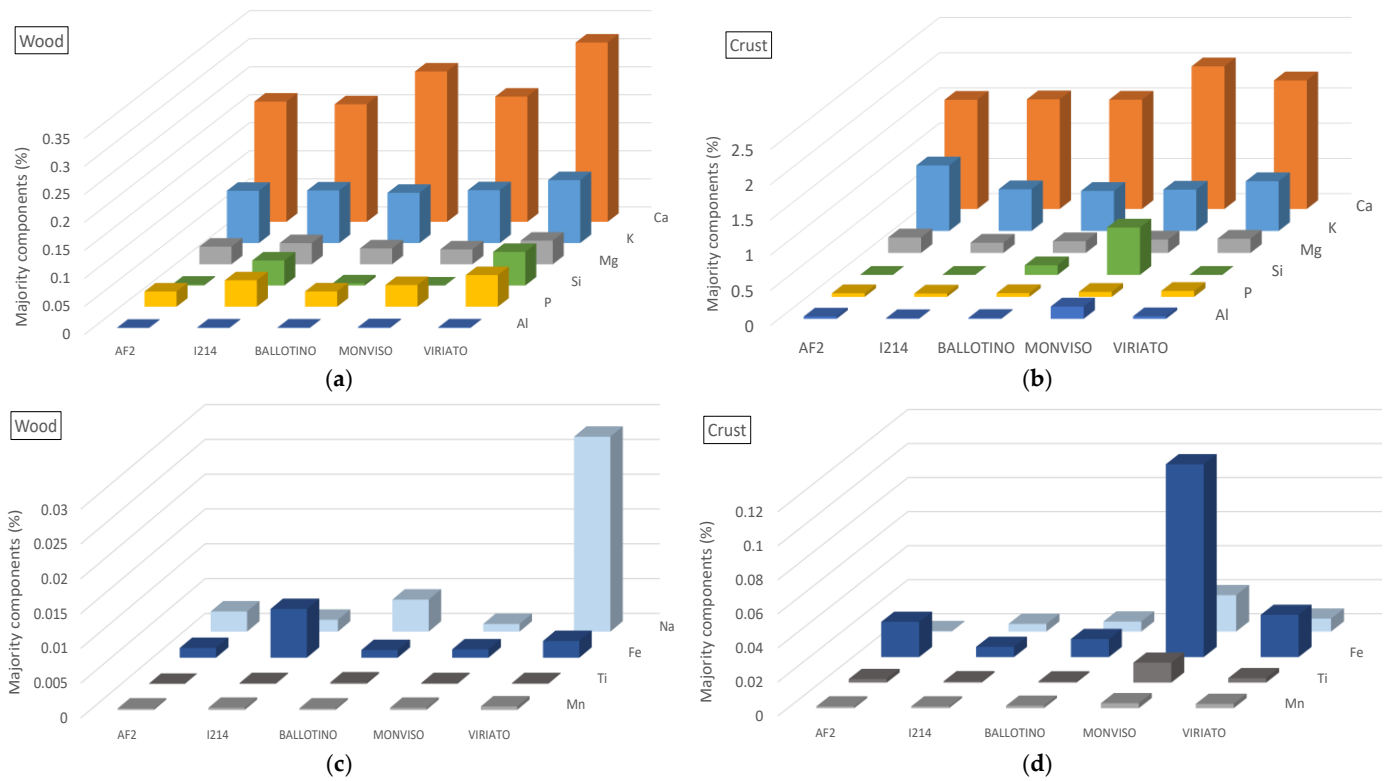 Wood
Majority components (%)
0.35
0.3
0.25
0.2
0.15
0.1
0.05
0
Ca
K
Mg
Si
P
Al
AF2 I214 BALLOTINO MONVISO VIRIATO
(a)
Crust
Majority components (%)
2.5
2
1.5
1
0.5
0
Ca
K
Mg
Si
P
Al
AF2 I214 BALLOTINO MONVISO VIRIATO
(b)
Wood
Majority components (%)
0.03
0.025
0.02
0.015
0.01
0.005
0
Na
Fe
Ti
Mn
AF2 I214 BALLOTINO MONVISO VIRIATO
(c)
Crust
Majority components (%)
0.12
0.1
0.08
0.06
0.04
0.02
0
Fe
Ti
Mn
AF2 I214 BALLOTINO MONVISO VIRIATO
(d)